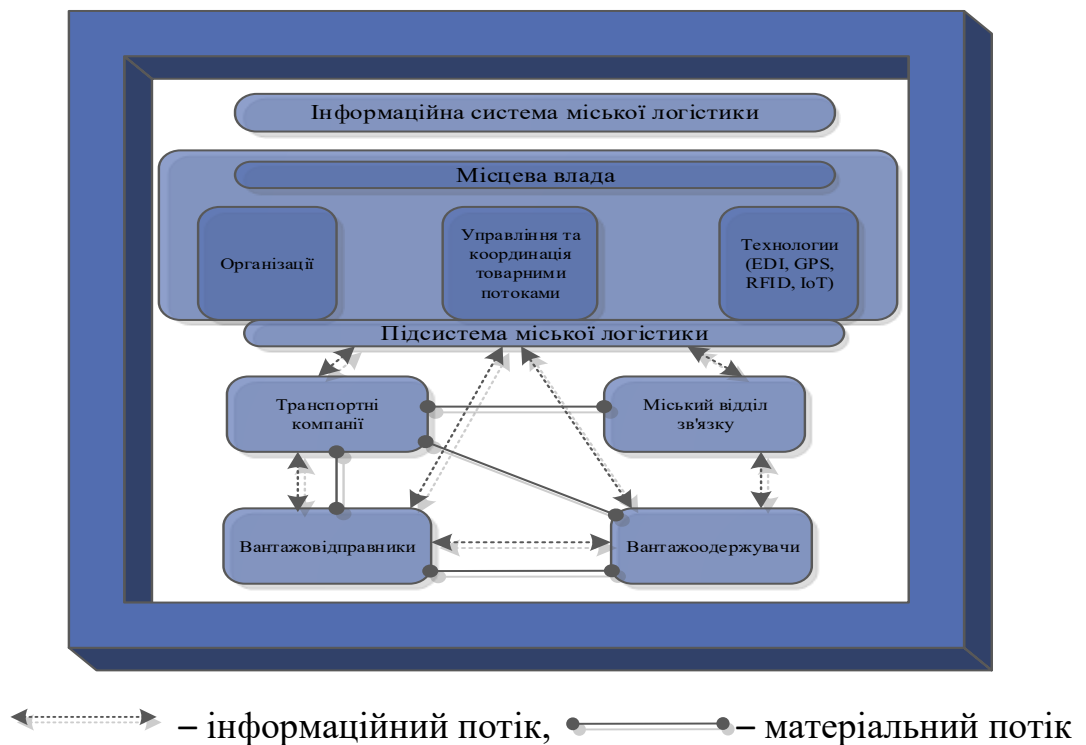 Інформаційна система міської логістики
Місцева влада
Організації
Управління та
координація
товарними
потоками
Технологии
(EDI, GPS,
RFID, IoT)
Підсистема міської логістики
Транспортні
компанії
Міський відділ
зв'язку
Вантажовідправники
Вантажоодержувачи
– інформаційний потік, – матеріальний потік